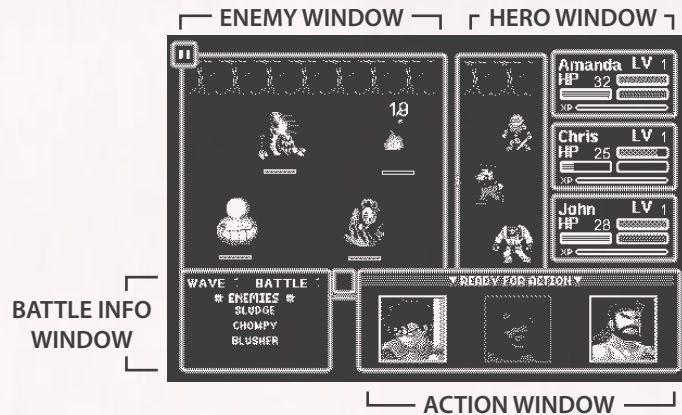 ENEMY WINDOW
HERO WINDOW
19
Amanda LV 1
HP 32
XP
Chris LV 1
HP 25
XP
John LV 1
HP 28
XP
WAVE : BATTLE :
* ENEMIES *
SLUDGE
CHOMPY
BLUSHER
▼ READY FOR ACTION ▼
BATTLE INFO
WINDOW
ACTION WINDOW